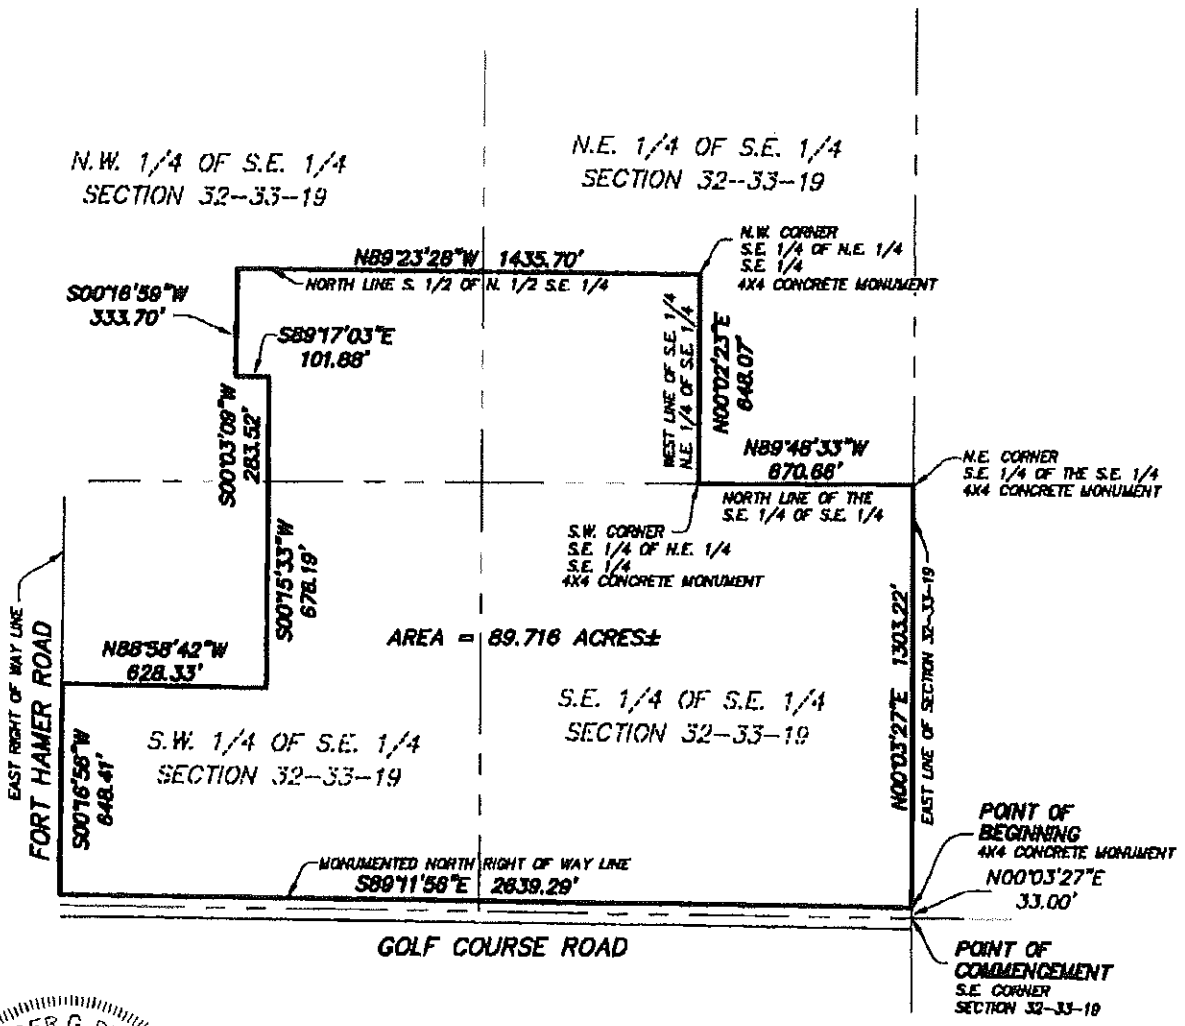 N.W. 1/4 OF S.E. 1/4
SECTION 32--33-19
N.E. 1/4 OF S.E. 1/4
SECTION 32--33-19
N.W. CORNER
S.E. 1/4 OF N.E. 1/4
S.E. 1/4
4X4 CONCRETE MONUMENT
N89°23'28"W 1435.70'
NORTH LINE S. 1/2 OF N. 1/2 S.E. 1/4
S00°16'59"W
333.70'
S89°17'03"E
101.88'
S00°03'09"W
283.52'
WEST LINE OF S.E. 1/4
N.E. 1/4 OF S.E. 1/4
N00°02'23"E
648.07'
N89°48'33"W
670.66'
NORTH LINE OF THE
S.E. 1/4 OF S.E. 1/4
N.E. CORNER
S.E. 1/4 OF THE S.E. 1/4
4X4 CONCRETE MONUMENT
S.W. CORNER
S.E. 1/4 OF N.E. 1/4
S.E. 1/4
4X4 CONCRETE MONUMENT
S00°15'33"W
678.19'
EAST RIGHT OF WAY LINE
FORT HAMER ROAD
N88°58'42"W
628.33'
AREA = 89.716 ACRES±
N00°03'27"E 1303.22'
EAST LINE OF SECTION 32-33-19
S.W. 1/4 OF S.E. 1/4
SECTION 32-33-19
S.E. 1/4 OF S.E. 1/4
SECTION 32-33-19
S00°16'56"W
648.41'
MONUMENTED NORTH RIGHT OF WAY LINE
S89°11'56"E 2639.29'
POINT OF
BEGINNING
4X4 CONCRETE MONUMENT
N00°03'27"E
33.00'
GOLF COURSE ROAD
POINT OF
COMMENCEMENT
S.E. CORNER
SECTION 32-33-19